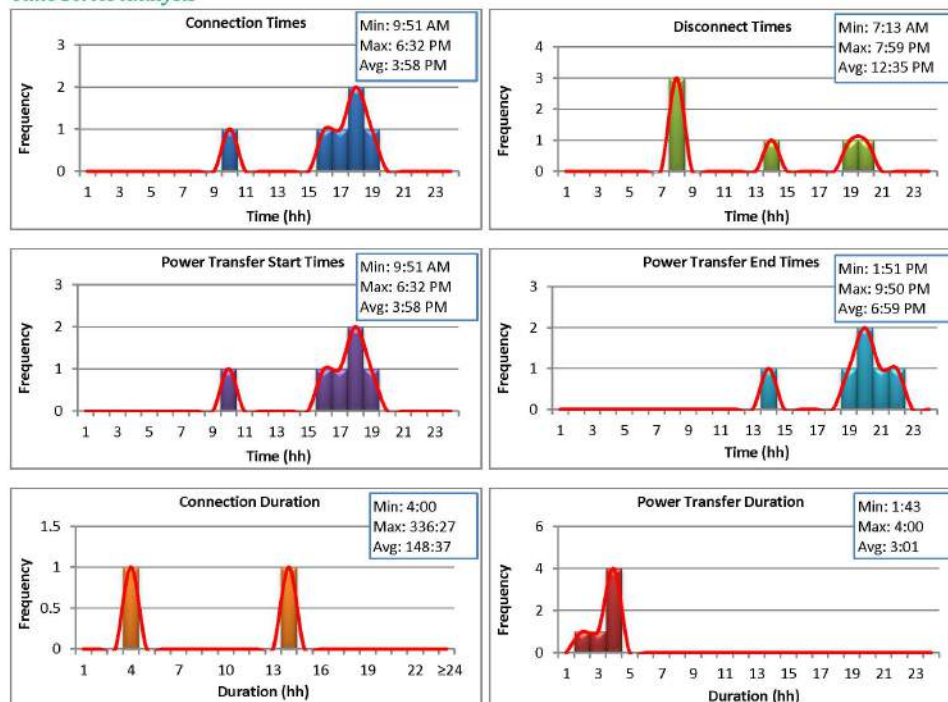 Connection Times
Min: 9:51 AM
Max: 6:32 PM
Avg: 3:58 PM
Frequency
3
2
1
0
1 3 5 7 9 11 13 15 17 19 21 23
Time (hh)
Disconnect Times
Min: 7:13 AM
Max: 7:59 PM
Avg: 12:35 PM
Frequency
4
3
2
1
0
1 3 5 7 9 11 13 15 17 19 21 23
Time (hh)
Power Transfer Start Times
Min: 9:51 AM
Max: 6:32 PM
Avg: 3:58 PM
Frequency
3
2
1
0
1 3 5 7 9 11 13 15 17 19 21 23
Time (hh)
Power Transfer End Times
Min: 1:51 PM
Max: 9:50 PM
Avg: 6:59 PM
Frequency
3
2
1
0
1 3 5 7 9 11 13 15 17 19 21 23
Time (hh)
Connection Duration
Min: 4:00
Max: 336:27
Avg: 148:37
Frequency
1.5
1
0.5
0
1 4 7 10 13 16 19 22 ≥24
Duration (hh)
Power Transfer Duration
Min: 1:43
Max: 4:00
Avg: 3:01
Frequency
6
4
2
0
1 3 5 7 9 11 13 15 17 19 21 23
Duration (hh)